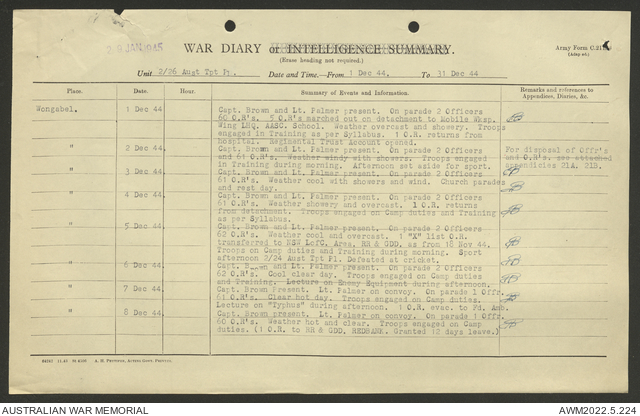 2 9 JAN 1945
WAR DIARY or INTELLIGENCE SUMMARY.
Army Form C.2118
(Erase heading not required.)
(Adapted.)
Unit 2/26 Aust Tpt Pl. Date and Time.—From 1 Dec 44. To 31 Dec 44
Place. Date. Hour. Summary of Events and Information. Remarks and references to Appendices, Diaries, &c.
Wongabel. 1 Dec 44 Capt. Brown and Lt. Palmer present. On parade 2 Officers
60 O.R's. 5 O.R's marched out on detachment to Mobile Wksp.
Wing LHQ. AASC. School. Weather overcast and showery. Troops
engaged in Training as per Syllabus. 1 O.R. returns from
hospital. Regimental Trust Account opened.
" 2 Dec 44 Capt. Brown and Lt. Palmer present. On parade 2 Officers For disposal of Offr's
and 61 O.R's. Weather windy with showers. Troops engaged and O.R's. see attached
in Training during morning. Afternoon set aside for sport. appendicies 21A, 21B.
" 3 Dec 44 Capt. Brown and Lt. Palmer present. On parade 2 Officers
61 O.R's. Weather cool with showers and wind. Church parades
and rest day.
" 4 Dec 44 Capt. Brown and Lt. Palmer present. On parade 2 Officers
61 O.R's. Weather showery and overcast. 1 O.R. returns
from detachment. Troops engaged on Camp duties and Training
as per Syllabus.
" 5 Dec 44 Capt. Brown and Lt. Palmer present. On parade 2 Officers
62 O.R's. Weather cool and overcast. 1 "X" list O.R.
transferred to NSW LofC. Area, RR & GDD, as from 18 Nov 44.
Troops on Camp duties and Training during morning. Sport
afternoon 2/24 Aust Tpt Pl. Defeated at cricket.
" 6 Dec 44 Capt. Brown and Lt. Palmer present. On parade 2 Officers
62 O.R's. Cool clear day. Troops engaged on Camp duties
and Training. Lecture on Enemy Equipment during afternoon.
" 7 Dec 44 Capt. Brown Present. Lt. Palmer on convoy. On parade 1 Offr.
61 O.R's. Clear hot day. Troops engaged on Camp duties.
Lecture on "Typhus" during afternoon. 1 O.R. evac. to Fd. Amb.
" 8 Dec 44 Capt. Brown present. Lt. Palmer on convoy. On parade 1 Offr.
60 O.R's. Weather hot and clear. Troops engaged on Camp
duties. (1 O.R. to RR & GDD, REDBANK. Granted 12 days leave.)
AUSTRALIAN WAR MEMORIAL AWM2022.5.224